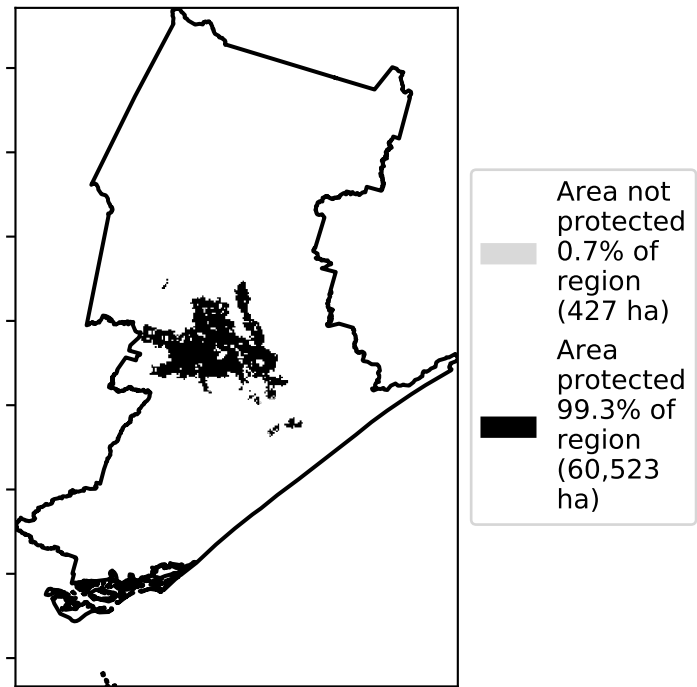 Area not
protected
0.7% of
region
(427 ha)
Area
protected
99.3% of
region
(60,523
ha)